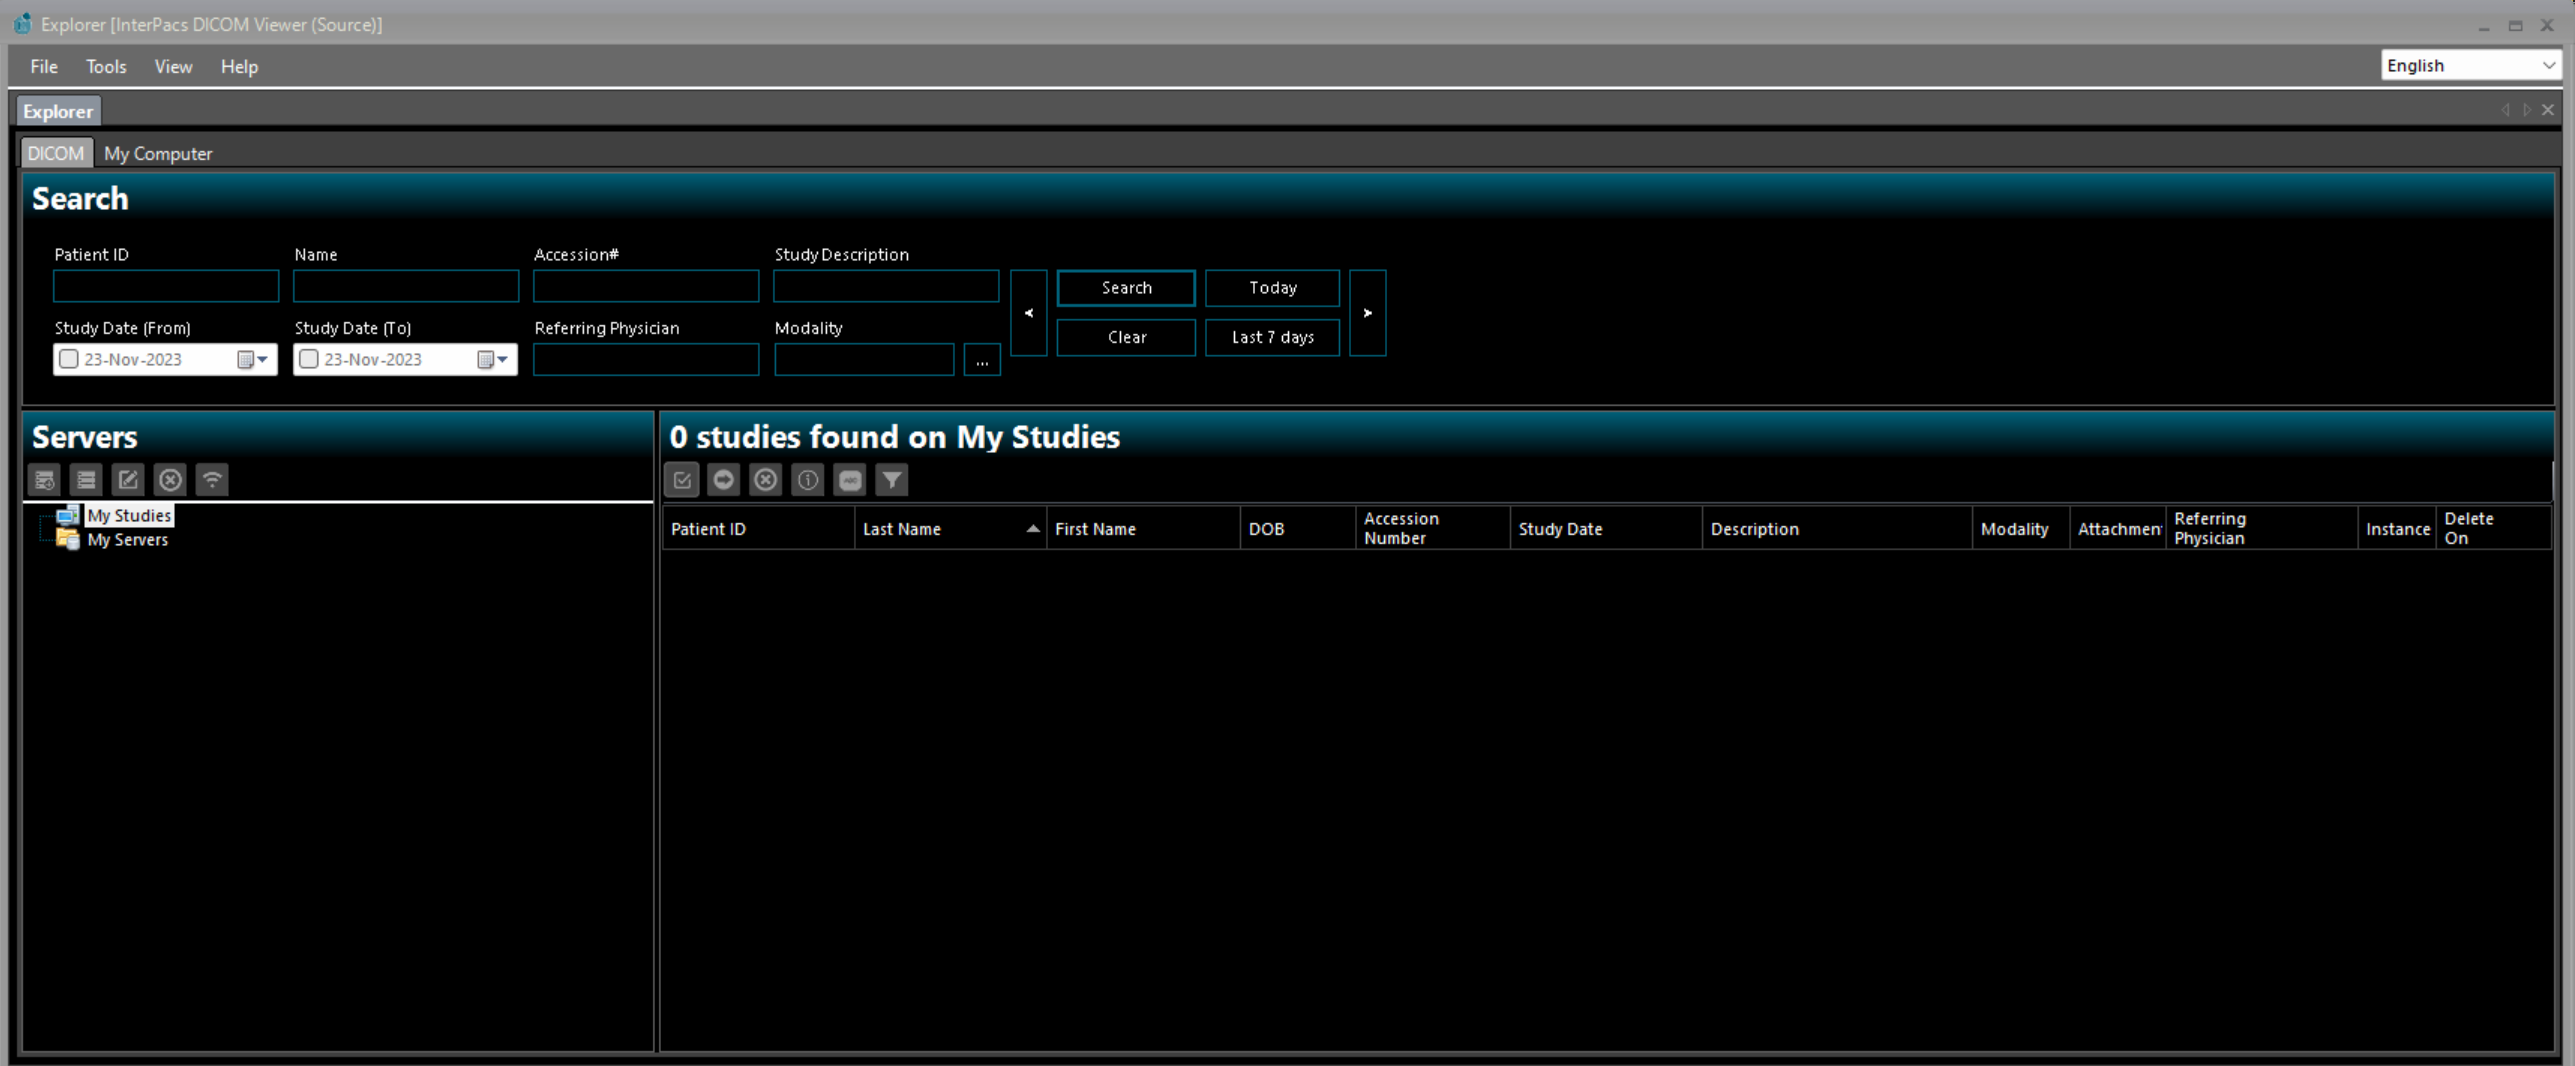 Explorer [InterPacs DICOM Viewer (Source)]
File Tools View Help English
Explorer
DICOM My Computer
Search
Patient ID Name Accession# Study Description
< Search Today >
Study Date (From) Study Date (To) Referring Physician Modality
Clear Last 7 days
23-Nov-2023 23-Nov-2023 ...
Servers
0 studies found on My Studies
My Studies
My Servers
Patient ID Last Name First Name DOB Accession Number Study Date Description Modality Attachmen Referring Physician Instance Delete On